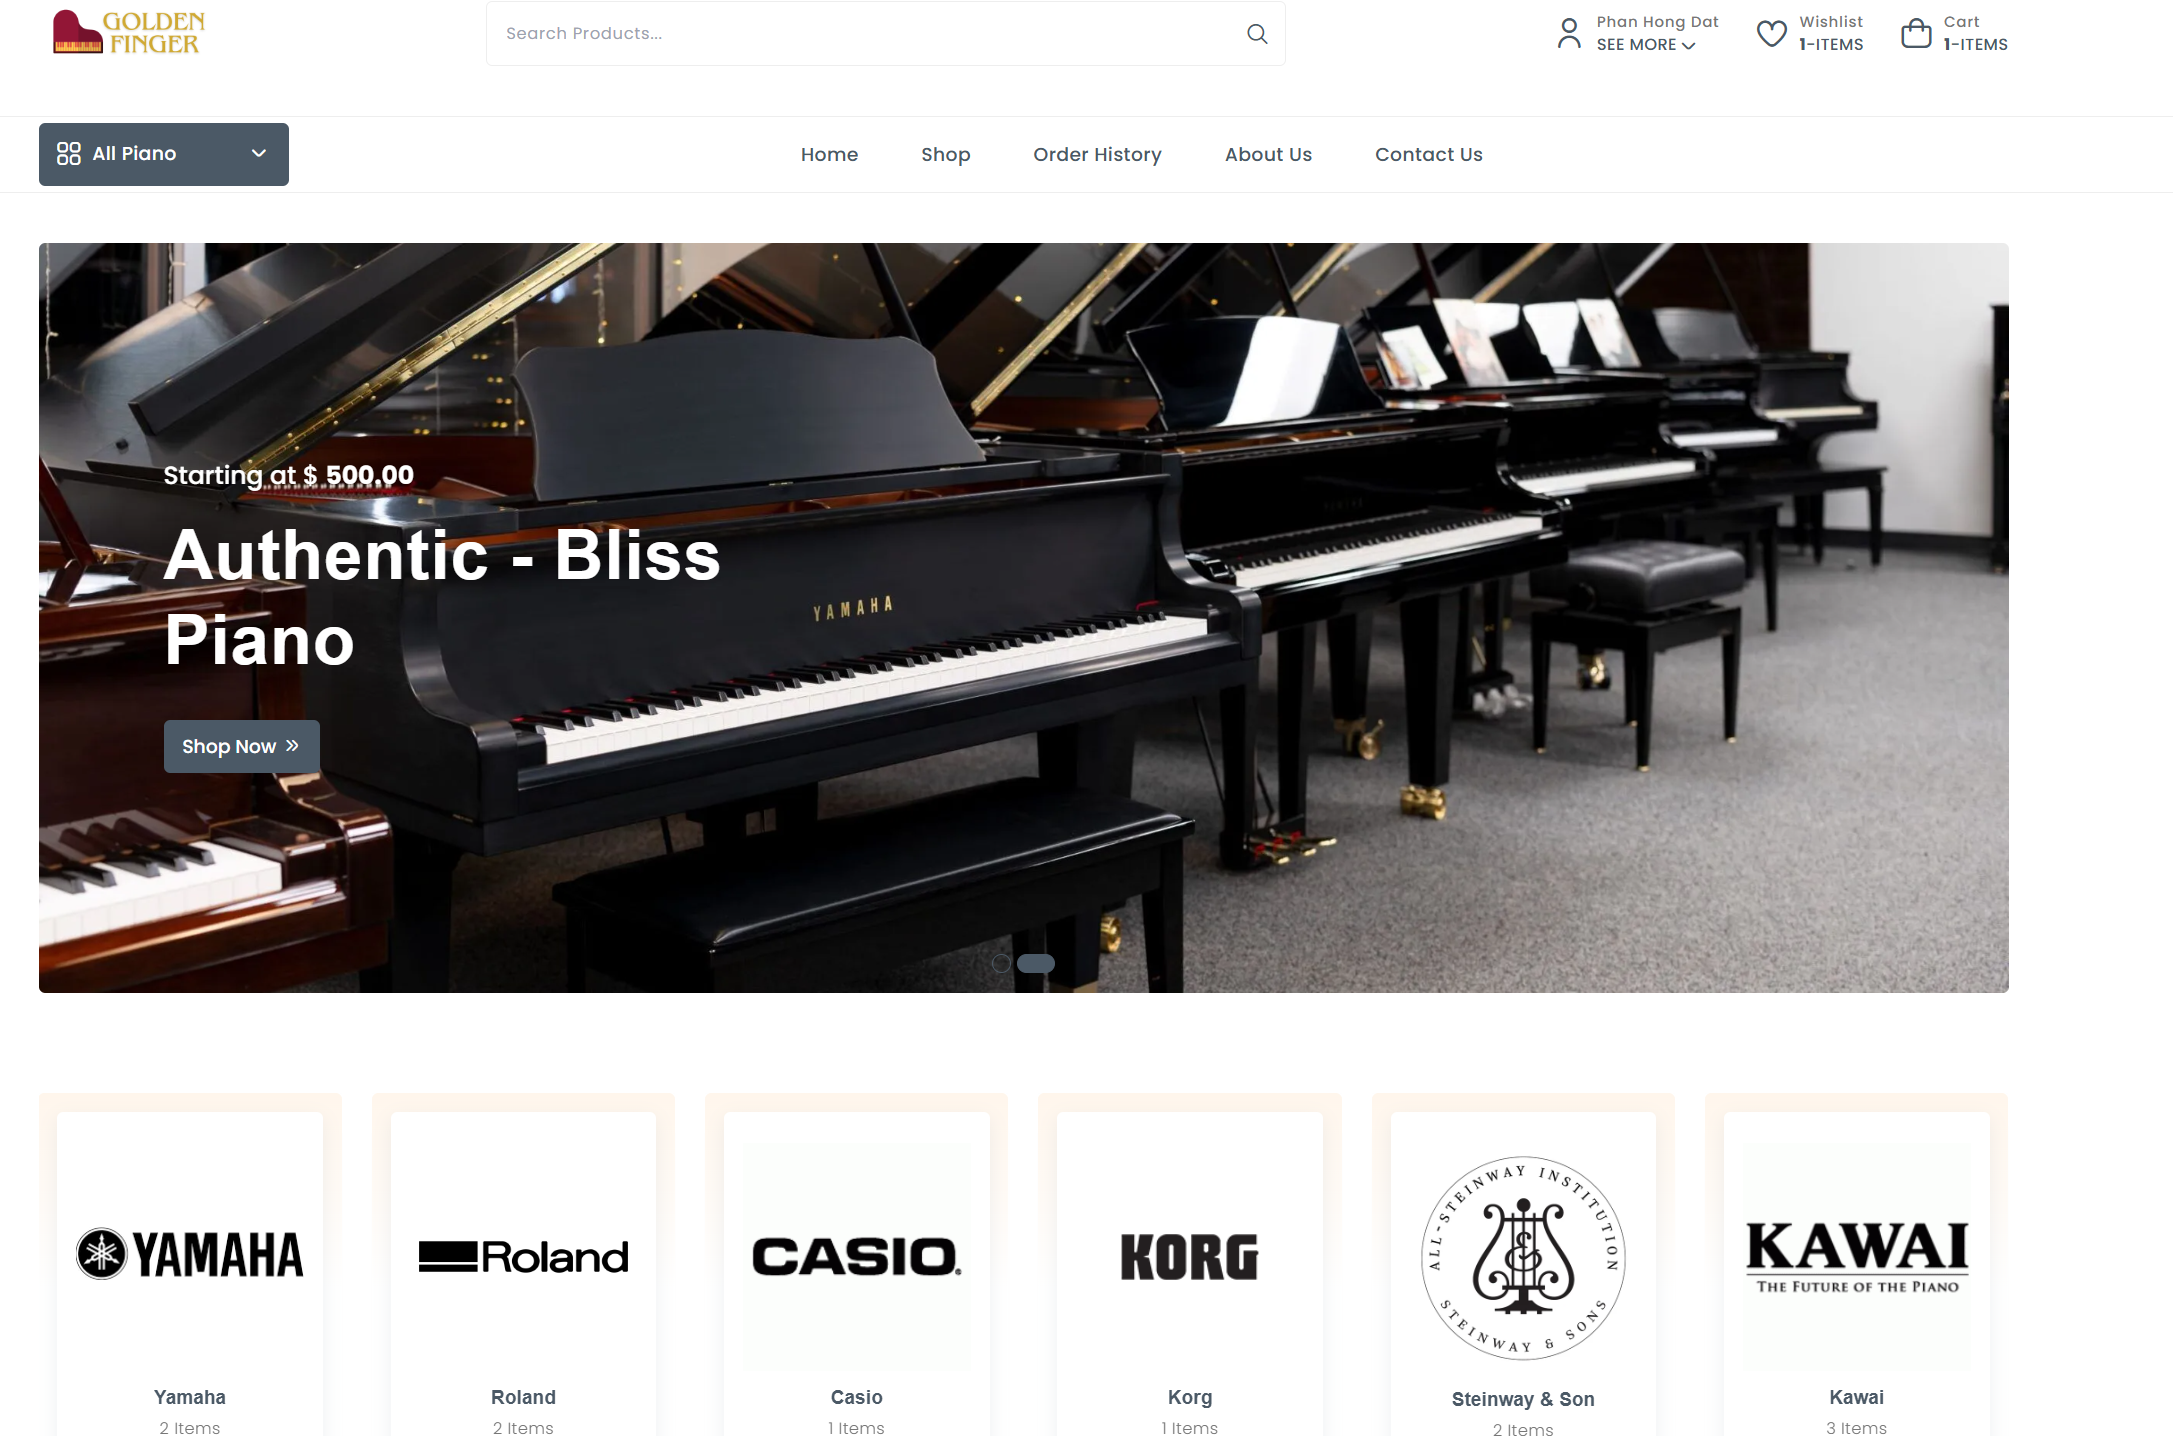 GOLDEN
FINGER
Search Products...
Phan Hong Dat
SEE MORE
Wishlist
1-ITEMS
Cart
1-ITEMS
All Piano
Home
Shop
Order History
About Us
Contact Us
Starting at $ 500.00
Authentic - Bliss
Piano
YAMAHA
Shop Now
YAMAHA
Roland
CASIO
KORG
ALL-STEINWAY INSTITUTION
STEINWAY & SONS
KAWAI
THE FUTURE OF THE PIANO
Yamaha
2 Items
Roland
2 Items
Casio
1 Items
Korg
1 Items
Steinway & Son
2 Items
Kawai
3 Items